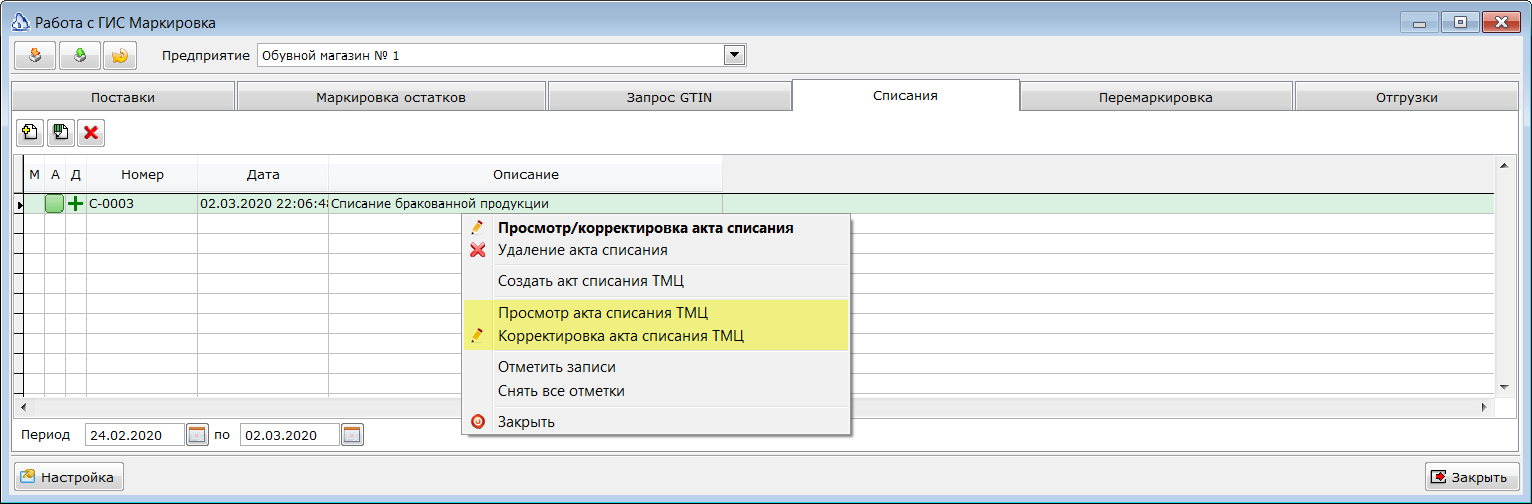 Работа с ГИС Маркировка
Предприятие Обувной магазин № 1
Поставки Маркировка остатков Запрос GTIN Списания Перемаркировка Отгрузки
М А Д Номер Дата Описание
С-0003 02.03.2020 22:06:48 Списание бракованной продукции
Просмотр/корректировка акта списания
Удаление акта списания
Создать акт списания ТМЦ
Просмотр акта списания ТМЦ
Корректировка акта списания ТМЦ
Отметить записи
Снять все отметки
Закрыть
Период 24.02.2020 по 02.03.2020
Настройка Закрыть